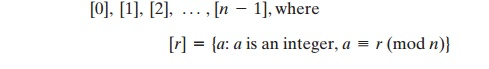 [0], [1], [2], … , [n − 1], where
[r] = {a: a is an integer, a ≡ r (mod n)}